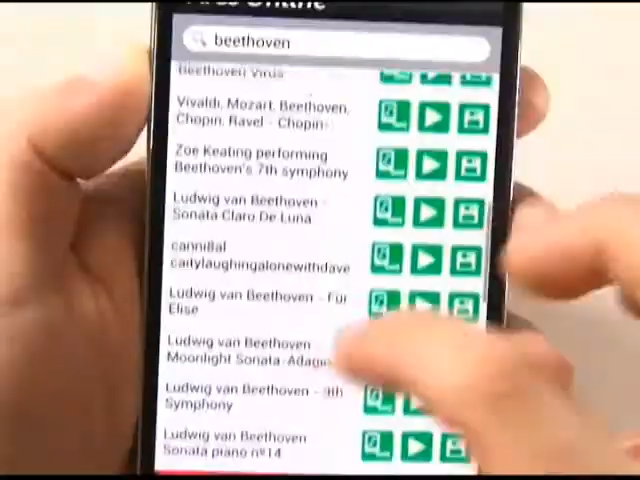 beethoven
Beethoven Virus
Vivaldi, Mozart, Beethoven,
Chopin, Ravel - Chopin-
Zoe Keating performing
Beethoven's 7th symphony
Ludwig van Beethoven -
Sonata Claro De Luna
cannibal
caitylaughingalonewithdave
Ludwig van Beethoven - Für
Elise
Ludwig van Beethoven -
Moonlight Sonata-Adagio
Ludwig van Beethoven - 9th
Symphony
Ludwig van Beethoven
Sonata piano nº14